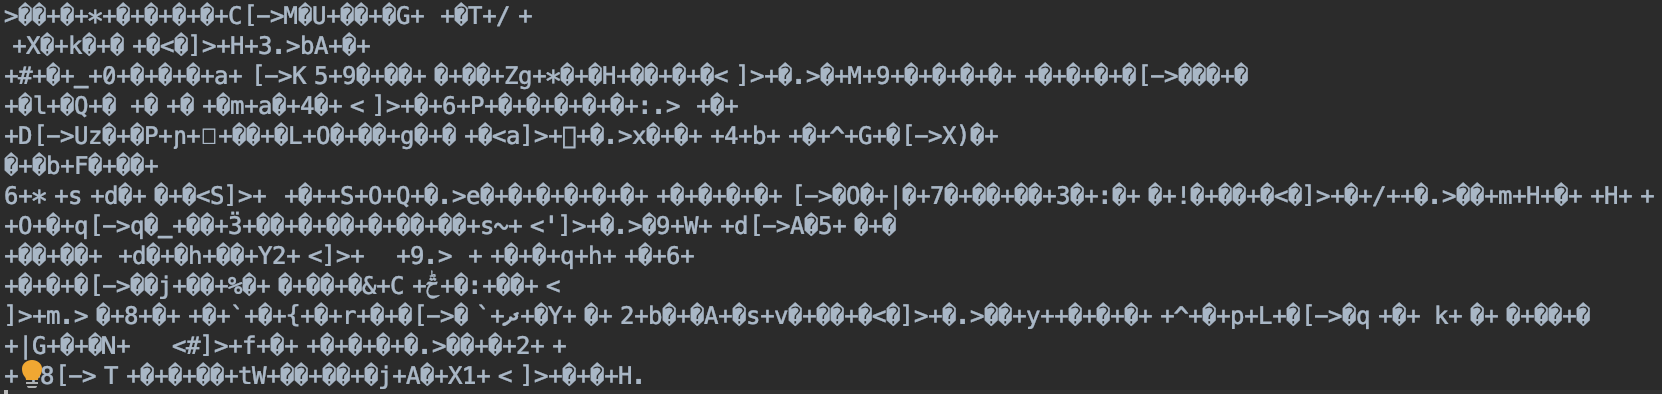 >��+�+*+�+�+�+�+C[->M�U+��+�G+ +�T+/ +
+X�+k�+� +�<�]>+H+3.>bA+�+
+#+�+_+0+�+�+�+a+ [->K 5+9�+��+ �+��+Zg+*�+�H+��+�+�< ]>+�.>�+M+9+�+�+�+�+ +�+�+�+�[->���+�
+�l+�Q+� +� +� +�m+a�+4�+ < ]>+�+6+P+�+�+�+�+�+:.> +�+
+D[->Uz�+�P+ɲ+□+��+�L+O�+��+g�+� +�<a]>+▯+�.>x�+�+ +4+b+ +�+^+G+�[->X)�+
�+�b+F�+��+
6+* +s +d�+ �+�<S]>+ +�++S+O+Q+�.>e�+�+�+�+�+�+ +�+�+�+�+ [->�O�+|�+7�+��+��+3�+:�+ �+!�+��+�<�]>+�+/++�.>��+m+H+�+ +H+ +
+O+�+q[->q�_+��+3̈+��+�+��+�+��+��+s~+ <']>+�.>�9+W+ +d[->A�5+ �+�
+��+��+ +d�+�h+��+Y2+ <]>+ +9.> + +�+�+q+h+ +�+6+
+�+�+�[->��j+��+%�+ �+��+�&+C +�+�:+��+ <
]>+m.> �+8+�+ +�+`+�+{+�+r+�+�[->� `++�Y+ �+ 2+b�+�A+�s+v�+��+�<�]>+�.>��+y++�+�+�+ +^+�+p+L+�[->�q +�+ k+ �+ �+��+�
+|G+�+�N+ <#]>+f+�+ +�+�+�+�.>��+�+2+ +
+ 8[-> T +�+�+��+tW+��+��+�j+A�+X1+ < ]>+�+�+H.